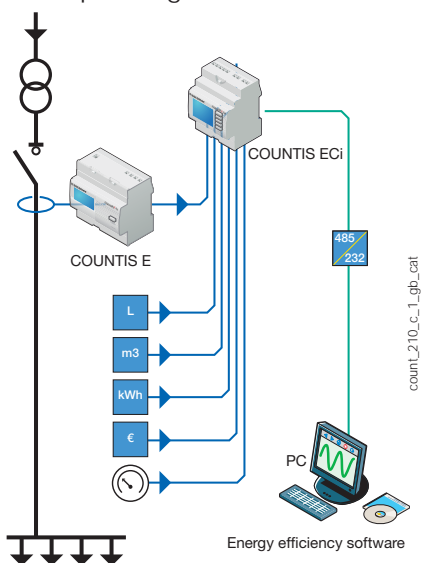 COUNTIS ECi
COUNTIS E
485
232
L
m3
kWh
€
PC
Energy efficiency software
count_210_c_1_gb_cat